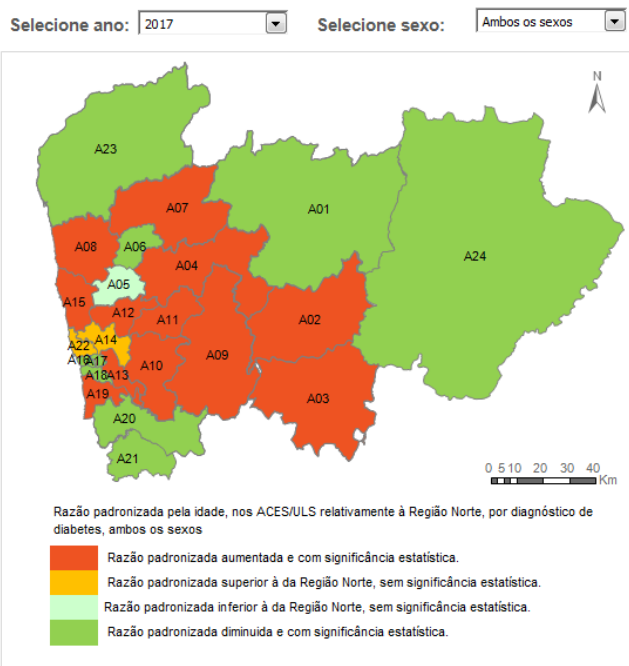 Selecione ano: 2017 Selecione sexo: Ambos os sexos
N
A23
A07
A01
A08
A06
A04
A24
A05
A15
A12
A11
A02
A14
A22
A09
A16 A17
A10
A18 A13
A19
A03
A20
A21
0 5 10 20 30 40
Km
Razão padronizada pela idade, nos ACES/ULS relativamente à Região Norte, por diagnóstico de
diabetes, ambos os sexos
Razão padronizada aumentada e com significância estatística.
Razão padronizada superior à da Região Norte, sem significância estatística.
Razão padronizada inferior à da Região Norte, sem significância estatística.
Razão padronizada diminuida e com significância estatística.